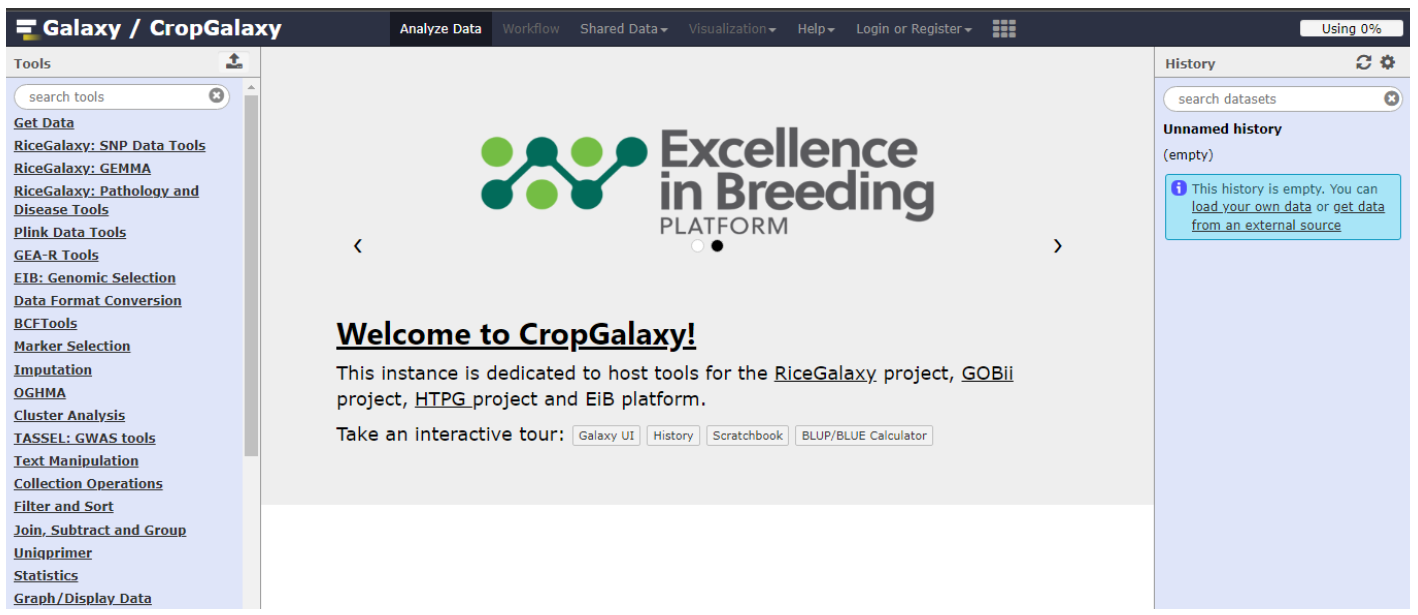 Galaxy / CropGalaxy
Analyze Data Workflow Shared Data Visualization Help Login or Register
Using 0%
Tools
search tools
Get Data
RiceGalaxy: SNP Data Tools
RiceGalaxy: GEMMA
RiceGalaxy: Pathology and
Disease Tools
Plink Data Tools
GEA-R Tools
EIB: Genomic Selection
Data Format Conversion
BCFTools
Marker Selection
Imputation
OGHMA
Cluster Analysis
TASSEL: GWAS tools
Text Manipulation
Collection Operations
Filter and Sort
Join, Subtract and Group
Uniqprimer
Statistics
Graph/Display Data
Excellence
in Breeding
PLATFORM
‹ ›
Welcome to CropGalaxy!
This instance is dedicated to host tools for the RiceGalaxy project, GOBii
project, HTPG project and EiB platform.
Take an interactive tour: Galaxy UI History Scratchbook BLUP/BLUE Calculator
History
search datasets
Unnamed history
(empty)
This history is empty. You can
load your own data or get data
from an external source